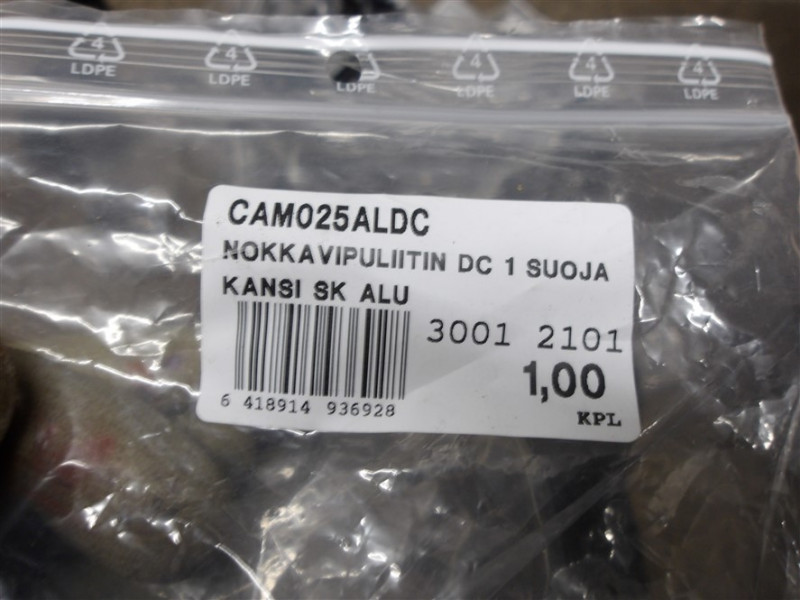 4 4 4 4 4 4
LDPE LDPE LDPE LDPE LDPE LDPE
CAM025ALDC
NOKKAVIPULIITIN DC 1 SUOJA
KANSI SK ALU
3001 2101
1,00
6 418914 936928
KPL